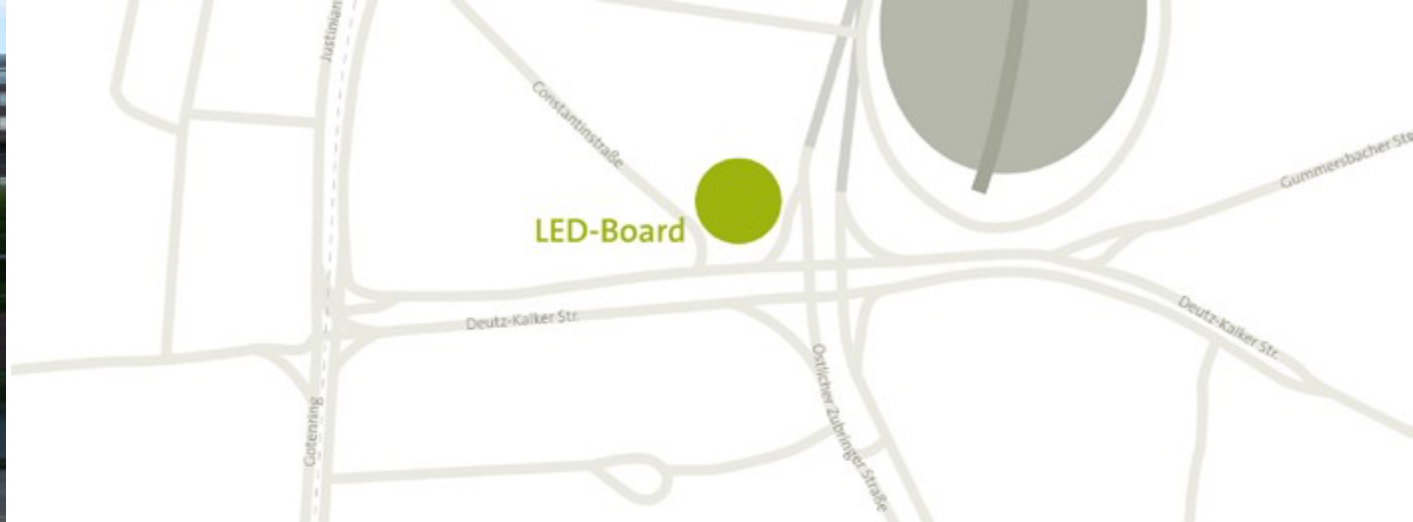 Justinian
Constantinstraße
Gummersbacher Str
LED-Board
Deutz-Kalker Str.
Deutz-Kalker Str.
Östlicher Zubringer Straße
Gotenring